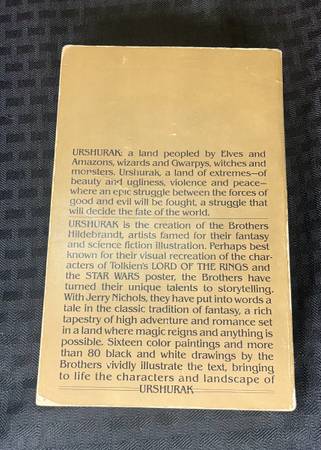 URSHURAK: a land peopled by Elves and
Amazons, wizards and Gwarpys, witches and
monsters. Urshurak, a land of extremes—of
beauty and ugliness, violence and peace—
where an epic struggle between the forces of
good and evil will be fought, a struggle that
will decide the fate of the world.
URSHURAK is the creation of the Brothers
Hildebrandt, artists famed for their fantasy
and science fiction illustration. Perhaps best
known for their visual recreation of the char-
acters of Tolkien's LORD OF THE RINGS and
the STAR WARS poster, the Brothers have
turned their unique talents to storytelling.
With Jerry Nichols, they have put into words a
tale in the classic tradition of fantasy, a rich
tapestry of high adventure and romance set
in a land where magic reigns and anything is
possible. Sixteen color paintings and more
than 80 black and white drawings by the
Brothers vividly illustrate the text, bringing
to life the characters and landscape of
URSHURAK